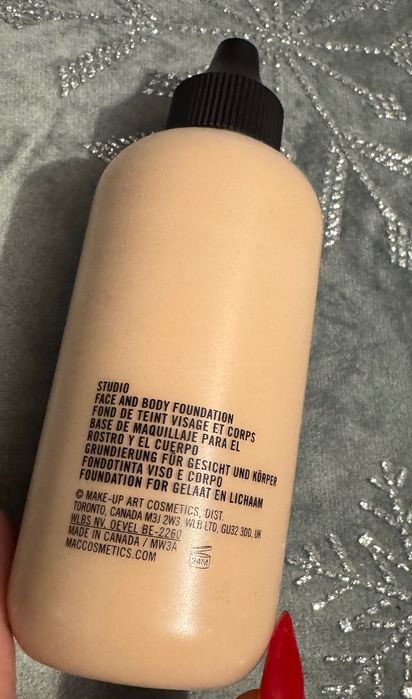 STUDIO
FACE AND BODY FOUNDATION
FOND DE TEINT VISAGE ET CORPS
BASE DE MAQUILLAJE PARA EL
ROSTRO Y EL CUERPO
GRUNDIERUNG FÜR GESICHT UND KÖRPER
FONDOTINTA VISO E CORPO
FOUNDATION FOR GELAAT EN LICHAAM
© MAKE-UP ART COSMETICS, DIST.
TORONTO, CANADA M3J 2W3. WLB LTD, GU32 3DD, UK
WLBS NV. OEVEL BE-2260
MADE IN CANADA / MW3A
MACCOSMETICS.COM
24M